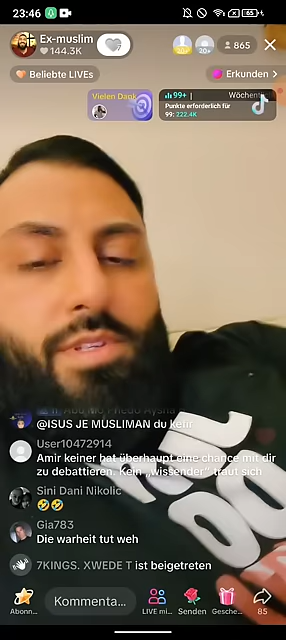 23:46
Ex-muslim
144.3K
20+
20+
865
Beliebte LIVEs
Erkunden >
Vielen Dank
99+ |
Punkte erforderlich für
99: 222.4K
@ISUS JE MUSLIMAN du kehr
User10472914
Amir keiner hat überhaupt eine chance mit dir
zu debattieren. Kein „wissender“ traut sich
Sini Dani Nikolic
Gia783
Die warheit tut weh
7KINGS. XWEDE T ist beigetreten
Kommenta...
Abonn...
LIVE mi...
Senden
Gesche...
85